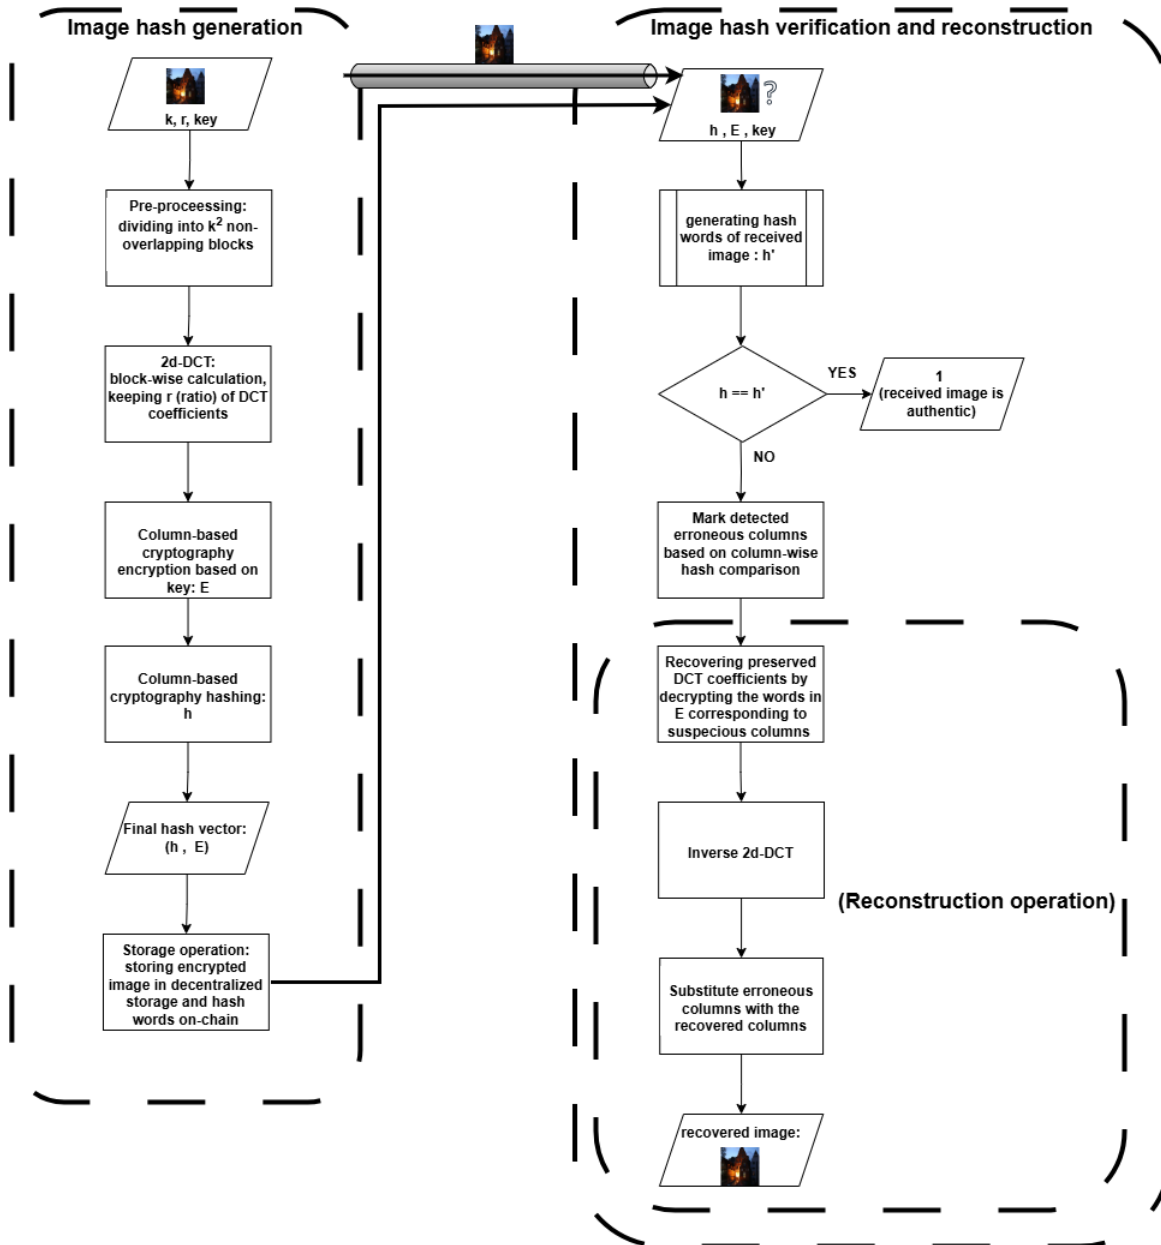 Image hash generation
k, r, key
Pre-proceessing:
dividing into k² non-
overlapping blocks
2d-DCT:
block-wise calculation,
keeping r (ratio) of DCT
coefficients
Column-based
cryptography
encryption based on
key: E
Column-based
cryptography hashing:
h
Final hash vector:
(h , E)
Storage operation:
storing encrypted
image in decentralized
storage and hash
words on-chain
Image hash verification and reconstruction
?
h , E , key
generating hash
words of received
image : h'
h == h'
YES
1
(received image is
authentic)
NO
Mark detected
erroneous columns
based on column-wise
hash comparison
Recovering preserved
DCT coefficients by
decrypting the words in
E corresponding to
suspecious columns
Inverse 2d-DCT
(Reconstruction operation)
Substitute erroneous
columns with the
recovered columns
recovered image: